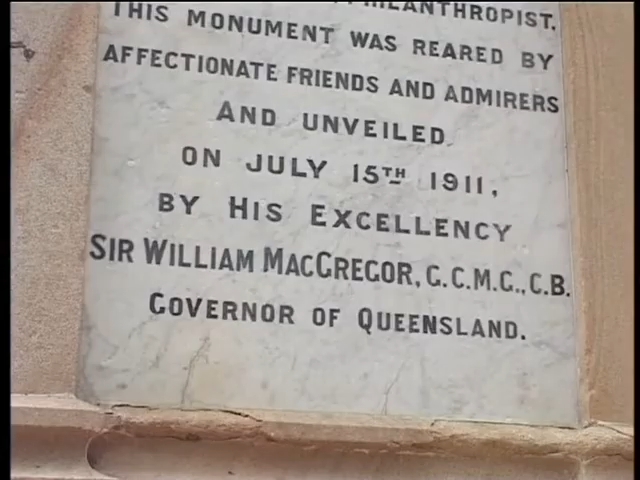 PHILANTHROPIST.
THIS MONUMENT WAS REARED BY
AFFECTIONATE FRIENDS AND ADMIRERS
AND UNVEILED
ON JULY 15TH 1911,
BY HIS EXCELLENCY
SIR WILLIAM MACGREGOR, G.C.M.G., C.B.
GOVERNOR OF QUEENSLAND.